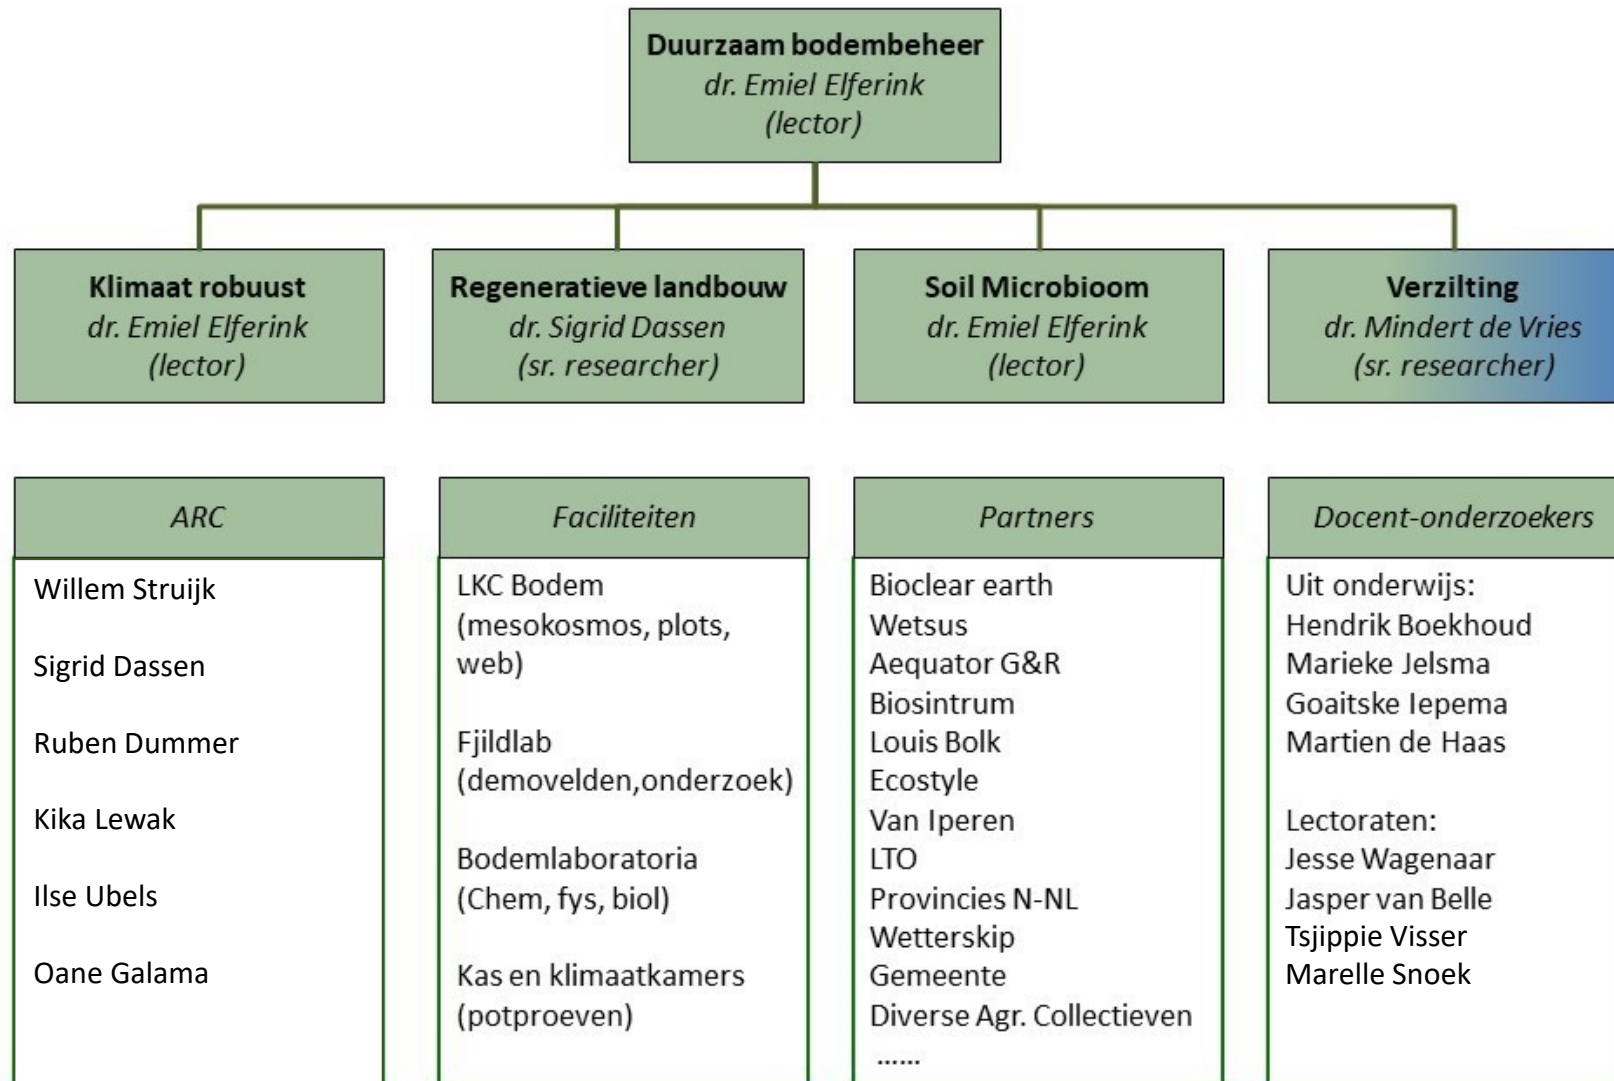 Duurzaam bodembeheer
dr. Emiel Elferink
(lector)
Klimaat robuust
dr. Emiel Elferink
(lector)
Regeneratieve landbouw
dr. Sigrid Dassen
(sr. researcher)
Soil Microbioom
dr. Emiel Elferink
(lector)
Verzilting
dr. Mindert de Vries
(sr. researcher)
ARC
Willem Struijk
Sigrid Dassen
Ruben Dummer
Kika Lewak
Ilse Ubels
Oane Galama
Faciliteiten
LKC Bodem
(mesokosmos, plots,
web)
Fjildlab
(demovelden,onderzoek)
Bodemlaboratoria
(Chem, fys, biol)
Kas en klimaatkamers
(potproeven)
Partners
Bioclear earth
Wetsus
Aequator G&R
Biosintrum
Louis Bolk
Ecostyle
Van Iperen
LTO
Provincies N-NL
Wetterskip
Gemeente
Diverse Agr. Collectieven
......
Docent-onderzoekers
Uit onderwijs:
Hendrik Boekhoud
Marieke Jelsma
Goaitske Iepema
Martien de Haas
Lectoraten:
Jesse Wagenaar
Jasper van Belle
Tsjippie Visser
Marelle Snoek